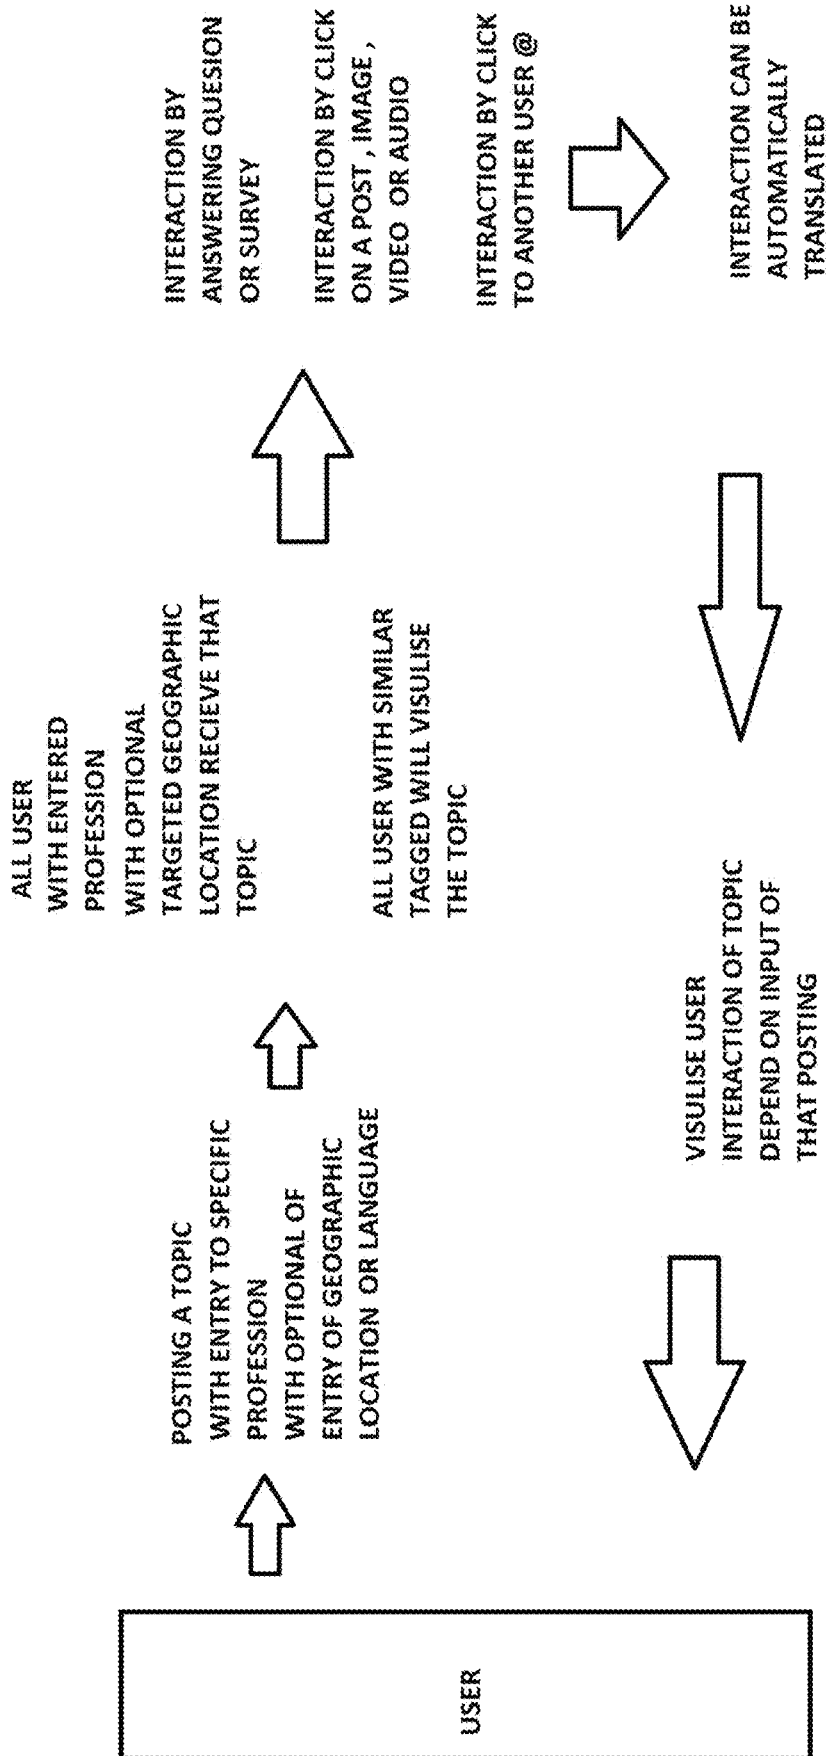 USER
POSTING A TOPIC
WITH ENTRY TO SPECIFIC
PROFESSION
WITH OPTIONAL OF
ENTRY OF GEOGRAPHIC
LOCATION OR LANGUAGE
ALL USER
WITH ENTERED
PROFESSION
WITH OPTIONAL
TARGETED GEOGRAPHIC
LOCATION RECIEVE THAT
TOPIC
ALL USER WITH SIMILAR
TAGGED WILL VISULISE
THE TOPIC
INTERACTION BY
ANSWERING QUESION
OR SURVEY
INTERACTION BY CLICK
ON A POST , IMAGE ,
VIDEO OR AUDIO
INTERACTION BY CLICK
TO ANOTHER USER @
INTERACTION CAN BE
AUTOMATICALLY
TRANSLATED
VISULISE USER
INTERACTION OF TOPIC
DEPEND ON INPUT OF
THAT POSTING